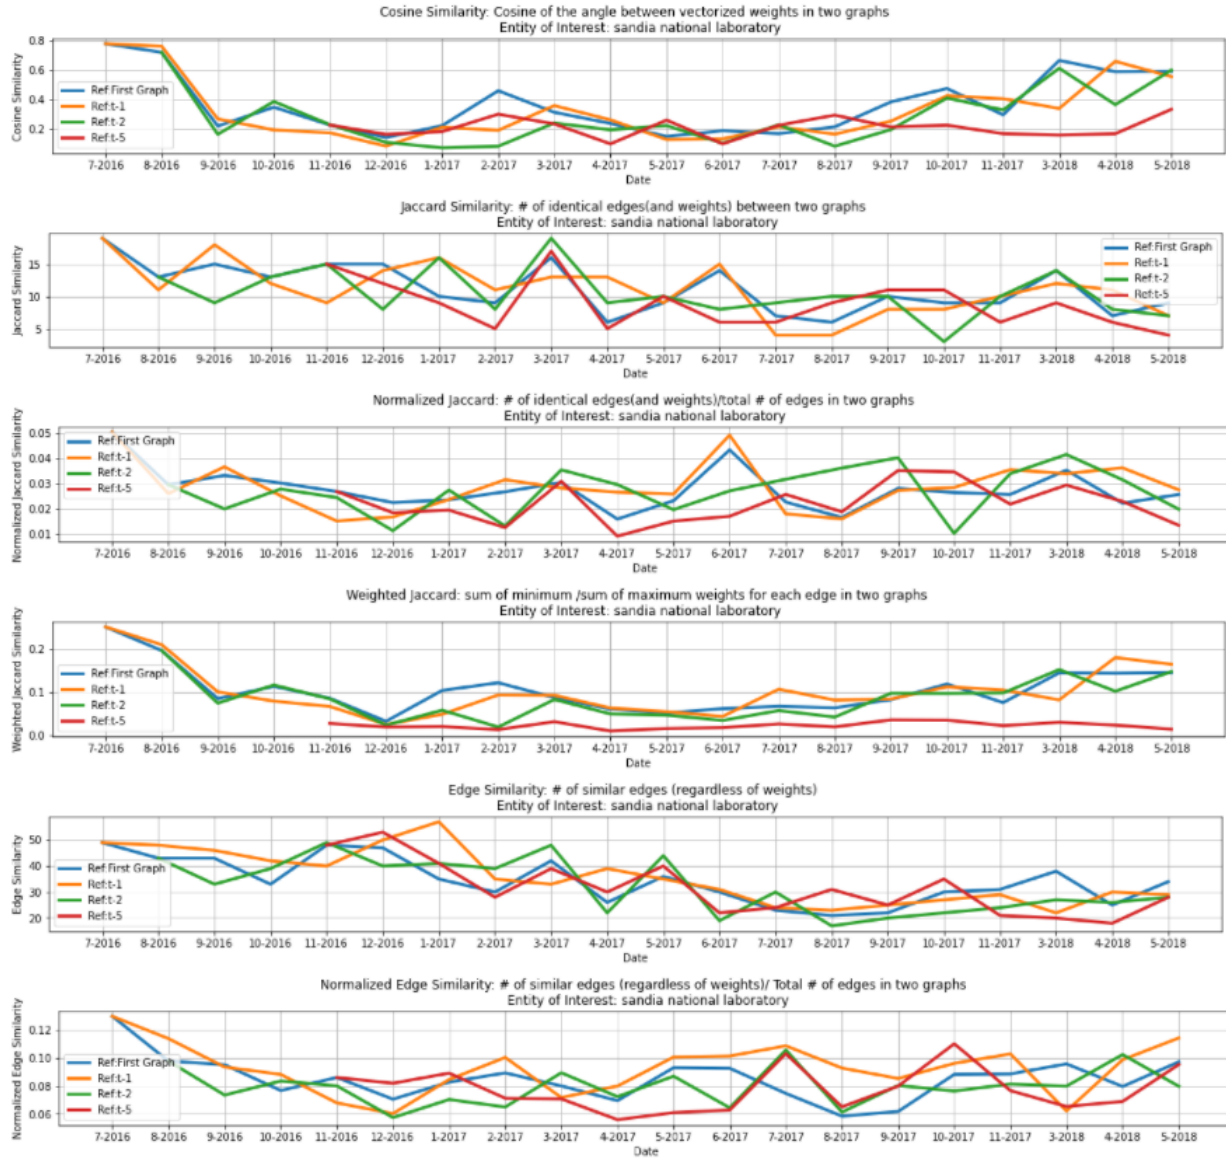 Cosine Similarity: Cosine of the angle between vectorized weights in two graphs
Entity of Interest: sandia national laboratory
Cosine Similarity
0.8
0.6
0.4
0.2
Ref:First Graph
Ref:t-1
Ref:t-2
Ref:t-5
7-2016 8-2016 9-2016 10-2016 11-2016 12-2016 1-2017 2-2017 3-2017 4-2017 5-2017 6-2017 7-2017 8-2017 9-2017 10-2017 11-2017 3-2018 4-2018 5-2018
Date
Jaccard Similarity: # of identical edges(and weights) between two graphs
Entity of Interest: sandia national laboratory
Jaccard Similarity
15
10
5
Ref:First Graph
Ref:t-1
Ref:t-2
Ref:t-5
7-2016 8-2016 9-2016 10-2016 11-2016 12-2016 1-2017 2-2017 3-2017 4-2017 5-2017 6-2017 7-2017 8-2017 9-2017 10-2017 11-2017 3-2018 4-2018 5-2018
Date
Normalized Jaccard: # of identical edges(and weights)/total # of edges in two graphs
Entity of Interest: sandia national laboratory
Normalized Jaccard Similarity
0.05
0.04
0.03
0.02
0.01
Ref:First Graph
Ref:t-1
Ref:t-2
Ref:t-5
7-2016 8-2016 9-2016 10-2016 11-2016 12-2016 1-2017 2-2017 3-2017 4-2017 5-2017 6-2017 7-2017 8-2017 9-2017 10-2017 11-2017 3-2018 4-2018 5-2018
Date
Weighted Jaccard: sum of minimum /sum of maximum weights for each edge in two graphs
Entity of Interest: sandia national laboratory
Weighted Jaccard Similarity
0.2
0.1
0.0
Ref:First Graph
Ref:t-1
Ref:t-2
Ref:t-5
7-2016 8-2016 9-2016 10-2016 11-2016 12-2016 1-2017 2-2017 3-2017 4-2017 5-2017 6-2017 7-2017 8-2017 9-2017 10-2017 11-2017 3-2018 4-2018 5-2018
Date
Edge Similarity: # of similar edges (regardless of weights)
Entity of Interest: sandia national laboratory
Edge Similarity
50
40
30
20
Ref:First Graph
Ref:t-1
Ref:t-2
Ref:t-5
7-2016 8-2016 9-2016 10-2016 11-2016 12-2016 1-2017 2-2017 3-2017 4-2017 5-2017 6-2017 7-2017 8-2017 9-2017 10-2017 11-2017 3-2018 4-2018 5-2018
Date
Normalized Edge Similarity: # of similar edges (regardless of weights)/ Total # of edges in two graphs
Entity of Interest: sandia national laboratory
Normalized Edge Similarity
0.12
0.10
0.08
0.06
Ref:First Graph
Ref:t-1
Ref:t-2
Ref:t-5
7-2016 8-2016 9-2016 10-2016 11-2016 12-2016 1-2017 2-2017 3-2017 4-2017 5-2017 6-2017 7-2017 8-2017 9-2017 10-2017 11-2017 3-2018 4-2018 5-2018
Date